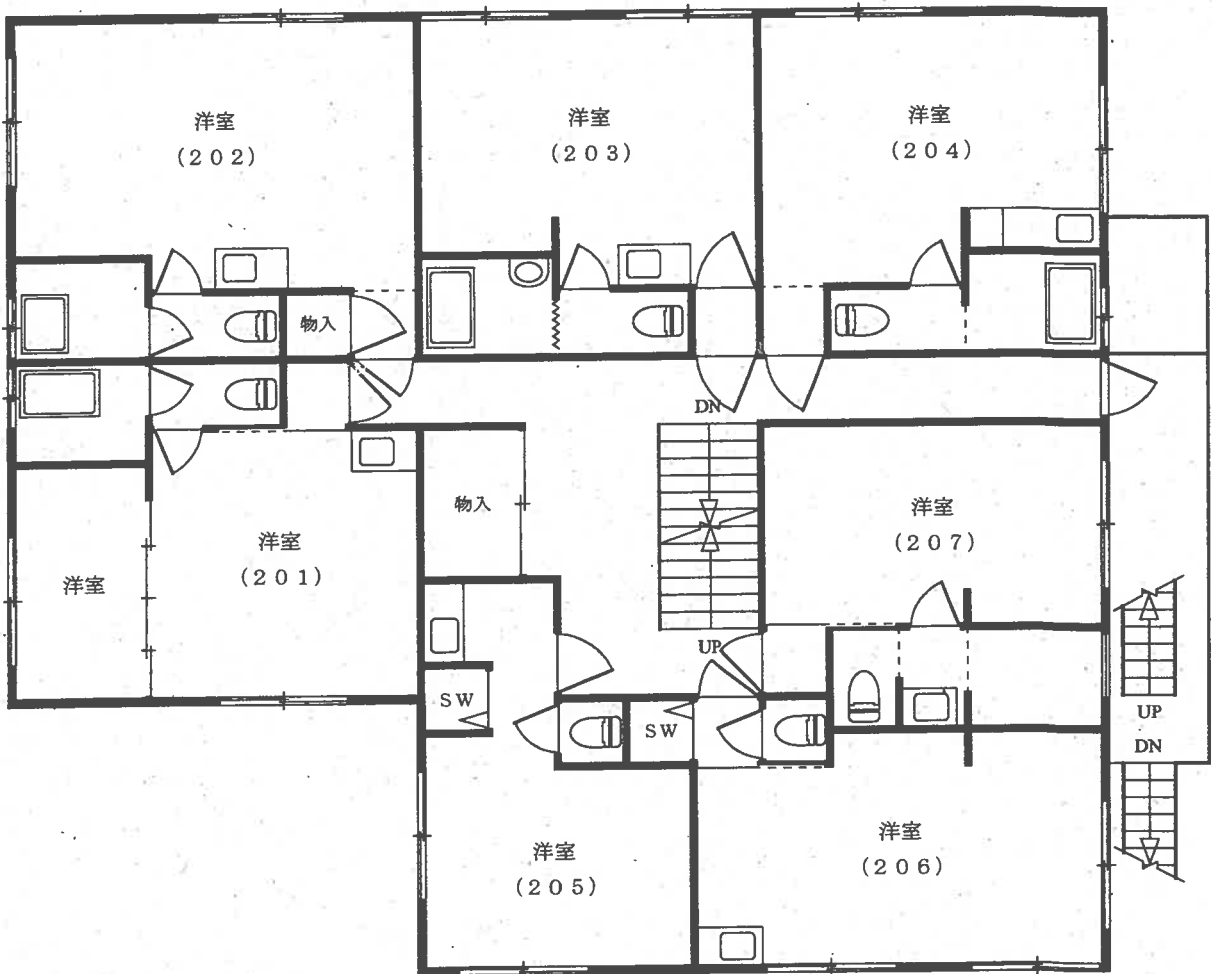 洋室
(202)
洋室
(203)
洋室
(204)
物入
DN
物入
洋室
(201)
洋室
洋室
(207)
UP
SW
SW
UP
DN
洋室
(205)
洋室
(206)